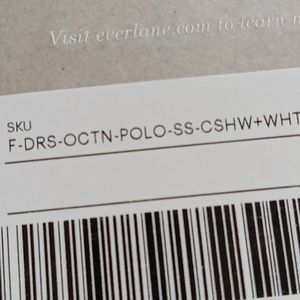 Visit everlane.com to learn
SKU
F-DRS-OCTN-POLO-SS-CSHW+WHT